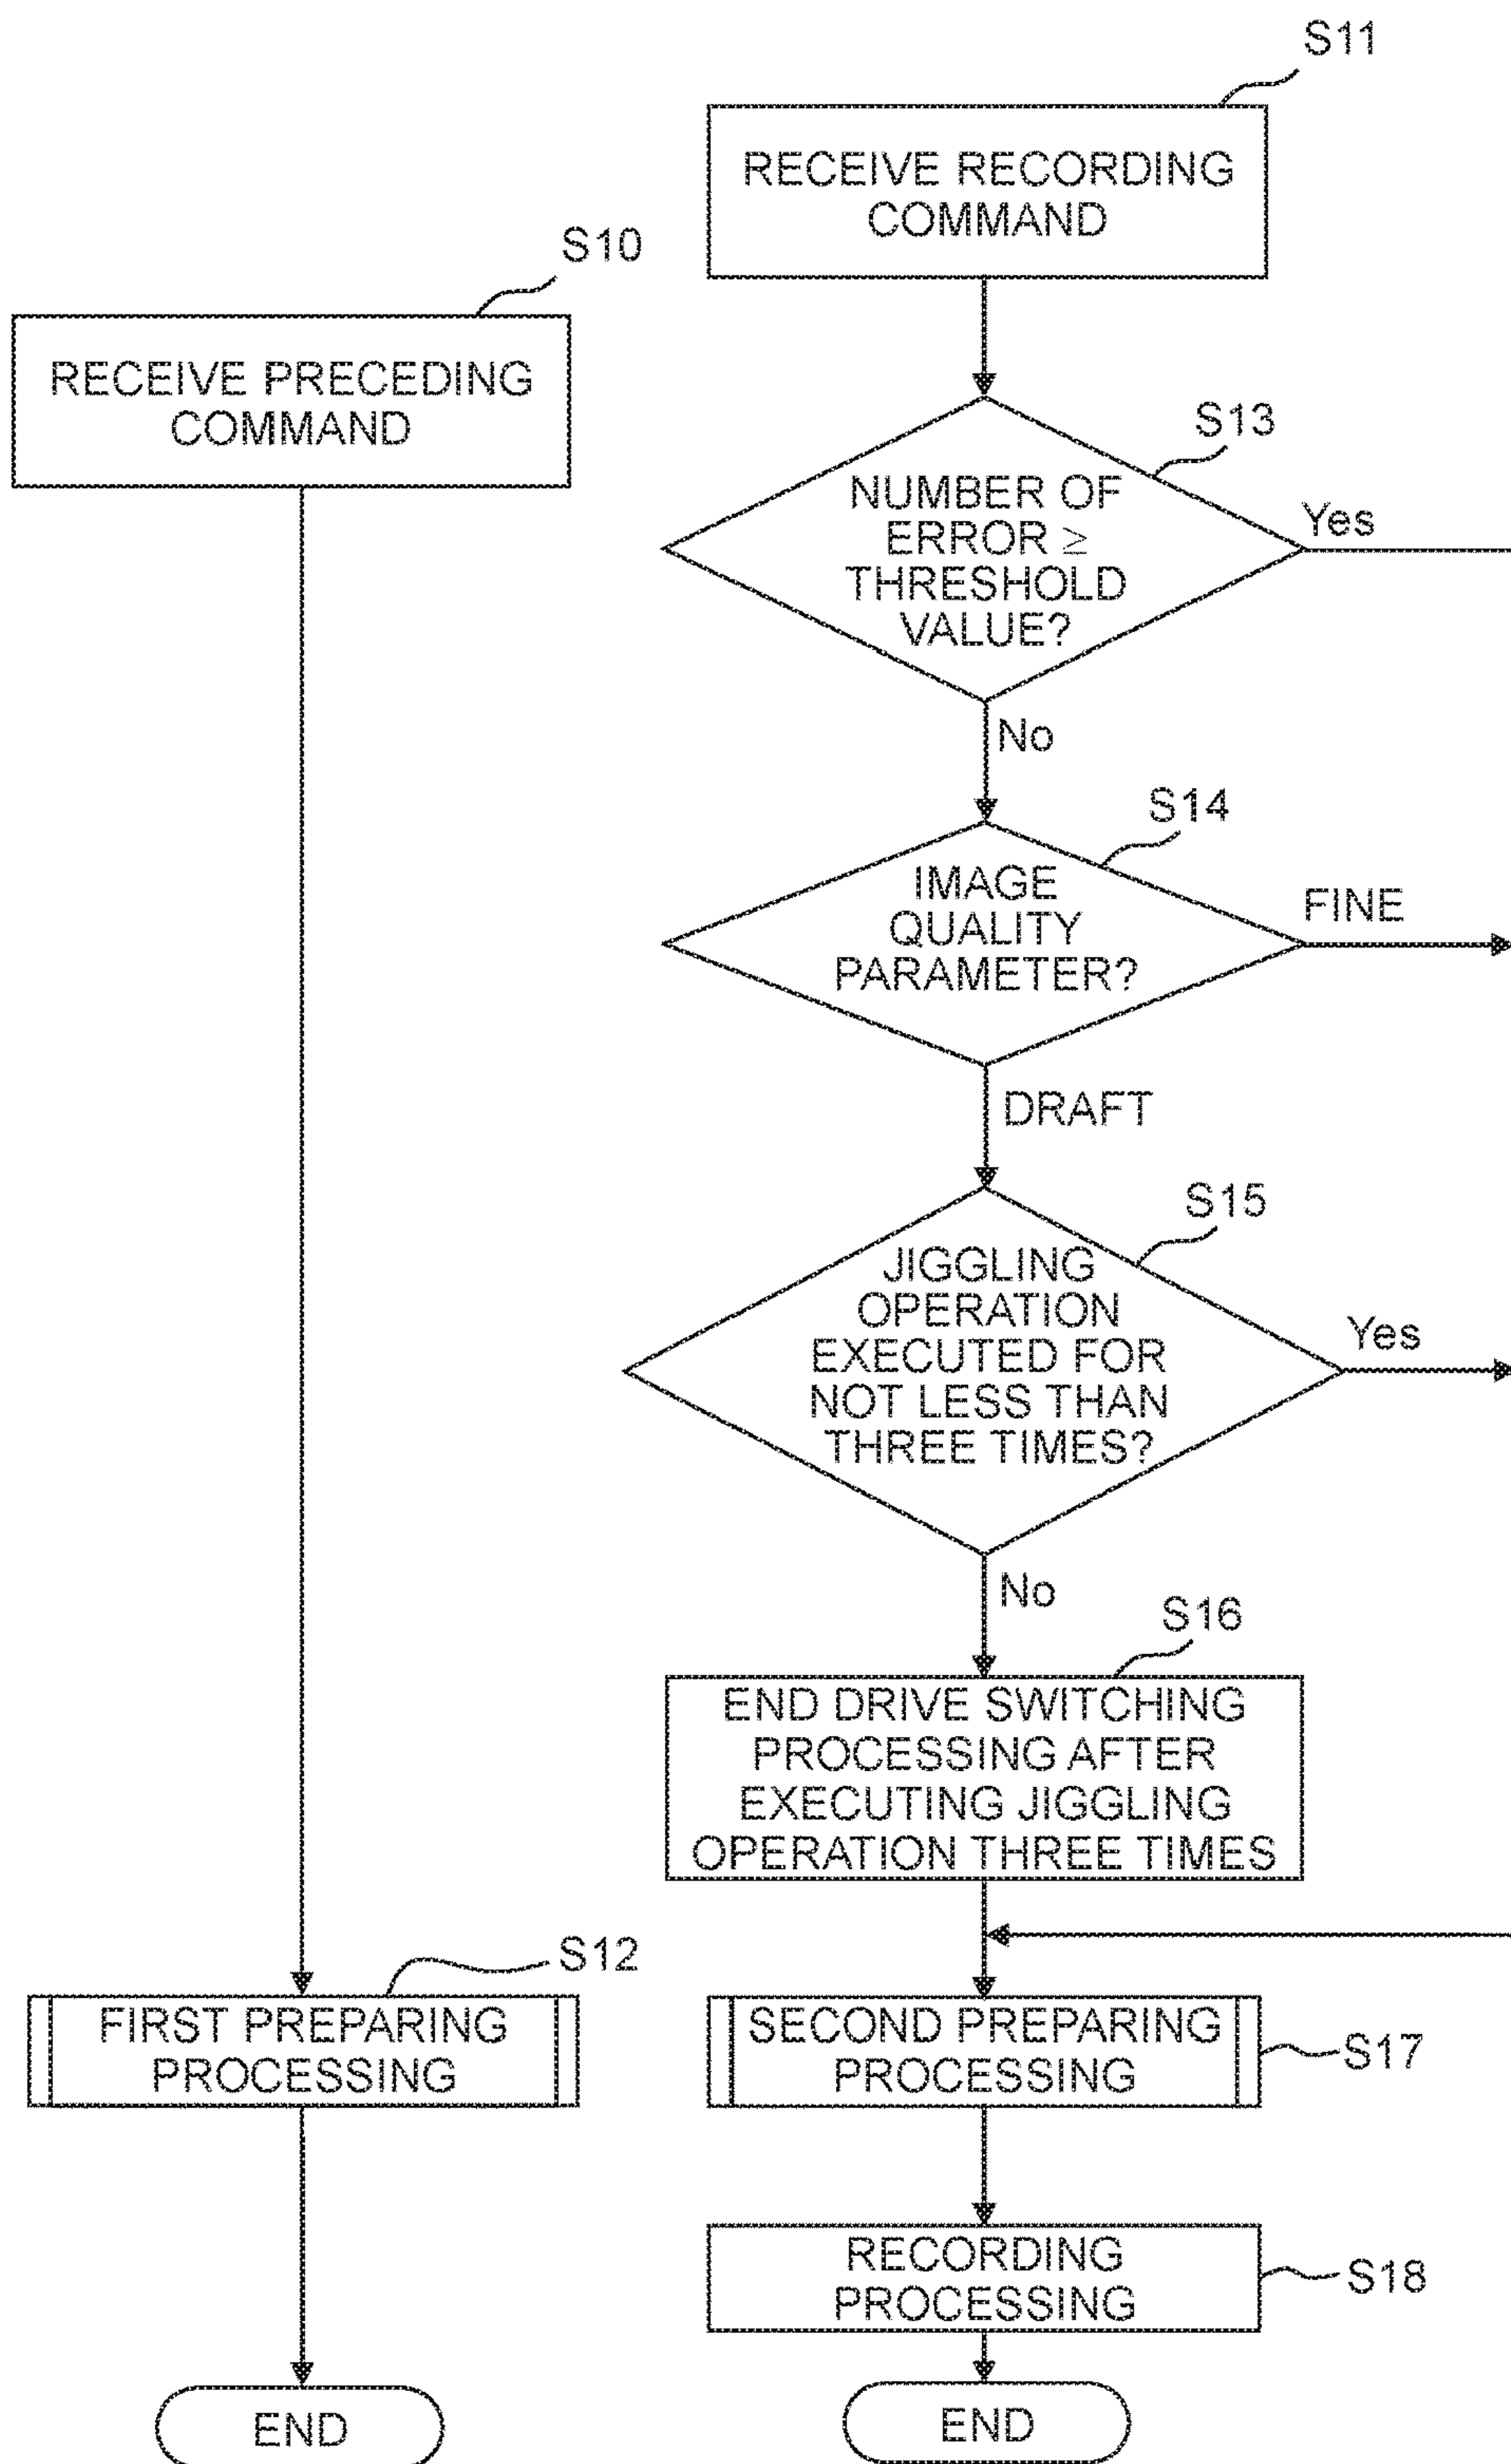 S10
RECEIVE PRECEDING
COMMAND
S12
FIRST PREPARING
PROCESSING
END
S11
RECEIVE RECORDING
COMMAND
S13
NUMBER OF
ERROR ≥
THRESHOLD
VALUE?
Yes
No
S14
IMAGE
QUALITY
PARAMETER?
FINE
DRAFT
S15
JIGGLING
OPERATION
EXECUTED FOR
NOT LESS THAN
THREE TIMES?
Yes
No
S16
END DRIVE SWITCHING
PROCESSING AFTER
EXECUTING JIGGLING
OPERATION THREE TIMES
SECOND PREPARING
PROCESSING
S17
RECORDING
PROCESSING
S18
END